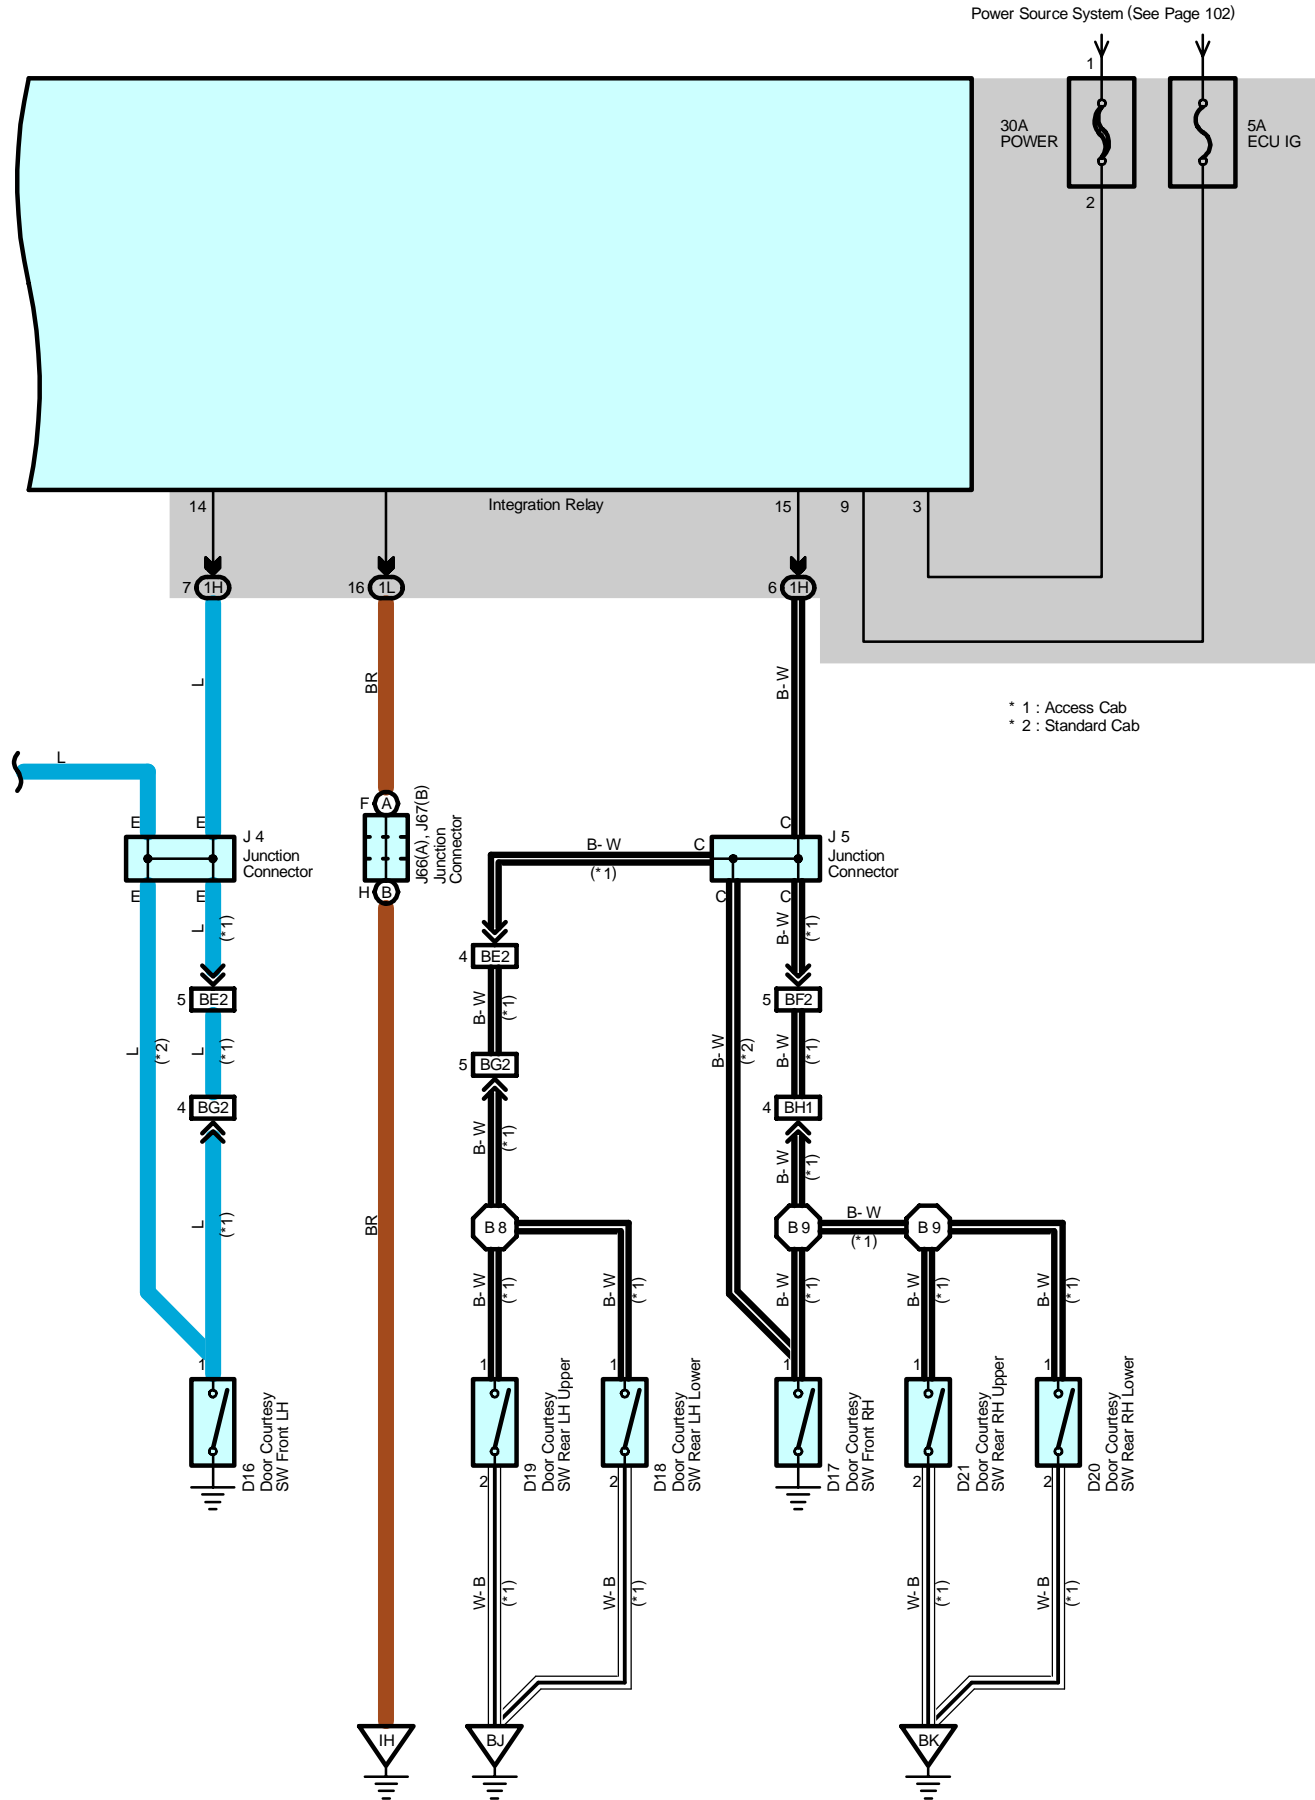 Power Source System (See Page 102)
1
30A
POWER
5A
ECU IG
2
Integration Relay
14
15
9
3
7 1H
16 1L
6 1H
L
BR
B-W
* 1 : Access Cab
* 2 : Standard Cab
L
F A
J66(A), J67(B)
Junction
Connector
H B
E
E
J 4
Junction
Connector
E
E
B-W
(*1)
C
C
J 5
Junction
Connector
C
C
L
(*1)
B-W
(*1)
4 BE2
5 BE2
5 BF2
B-W
(*1)
L
(*2)
L
(*1)
B-W
(*2)
B-W
(*1)
5 BG2
4 BG2
4 BH1
B-W
(*1)
B-W
(*1)
L
(*1)
BR
B 8
B 9
B-W
(*1)
B 9
B-W
(*1)
B-W
(*1)
B-W
(*1)
B-W
(*1)
B-W
(*1)
1
1
1
1
1
1
D16
Door Courtesy
SW Front LH
D19
Door Courtesy
SW Rear LH Upper
D18
Door Courtesy
SW Rear LH Lower
D17
Door Courtesy
SW Front RH
D21
Door Courtesy
SW Rear RH Upper
D20
Door Courtesy
SW Rear RH Lower
2
2
2
2
W-B
(*1)
W-B
(*1)
W-B
(*1)
W-B
(*1)
IH
BJ
BK